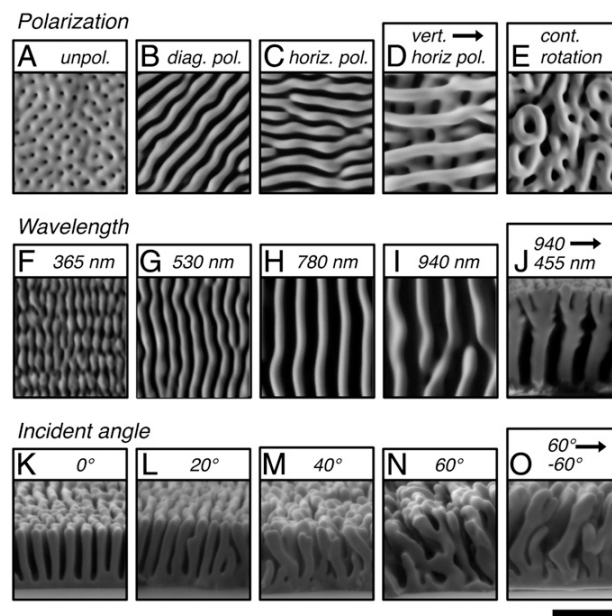 Polarization
A unpol.
B diag. pol.
C horiz. pol.
D vert. → horiz pol.
E cont. rotation
Wavelength
F 365 nm
G 530 nm
H 780 nm
I 940 nm
J 940 → 455 nm
Incident angle
K 0°
L 20°
M 40°
N 60°
O 60° → -60°